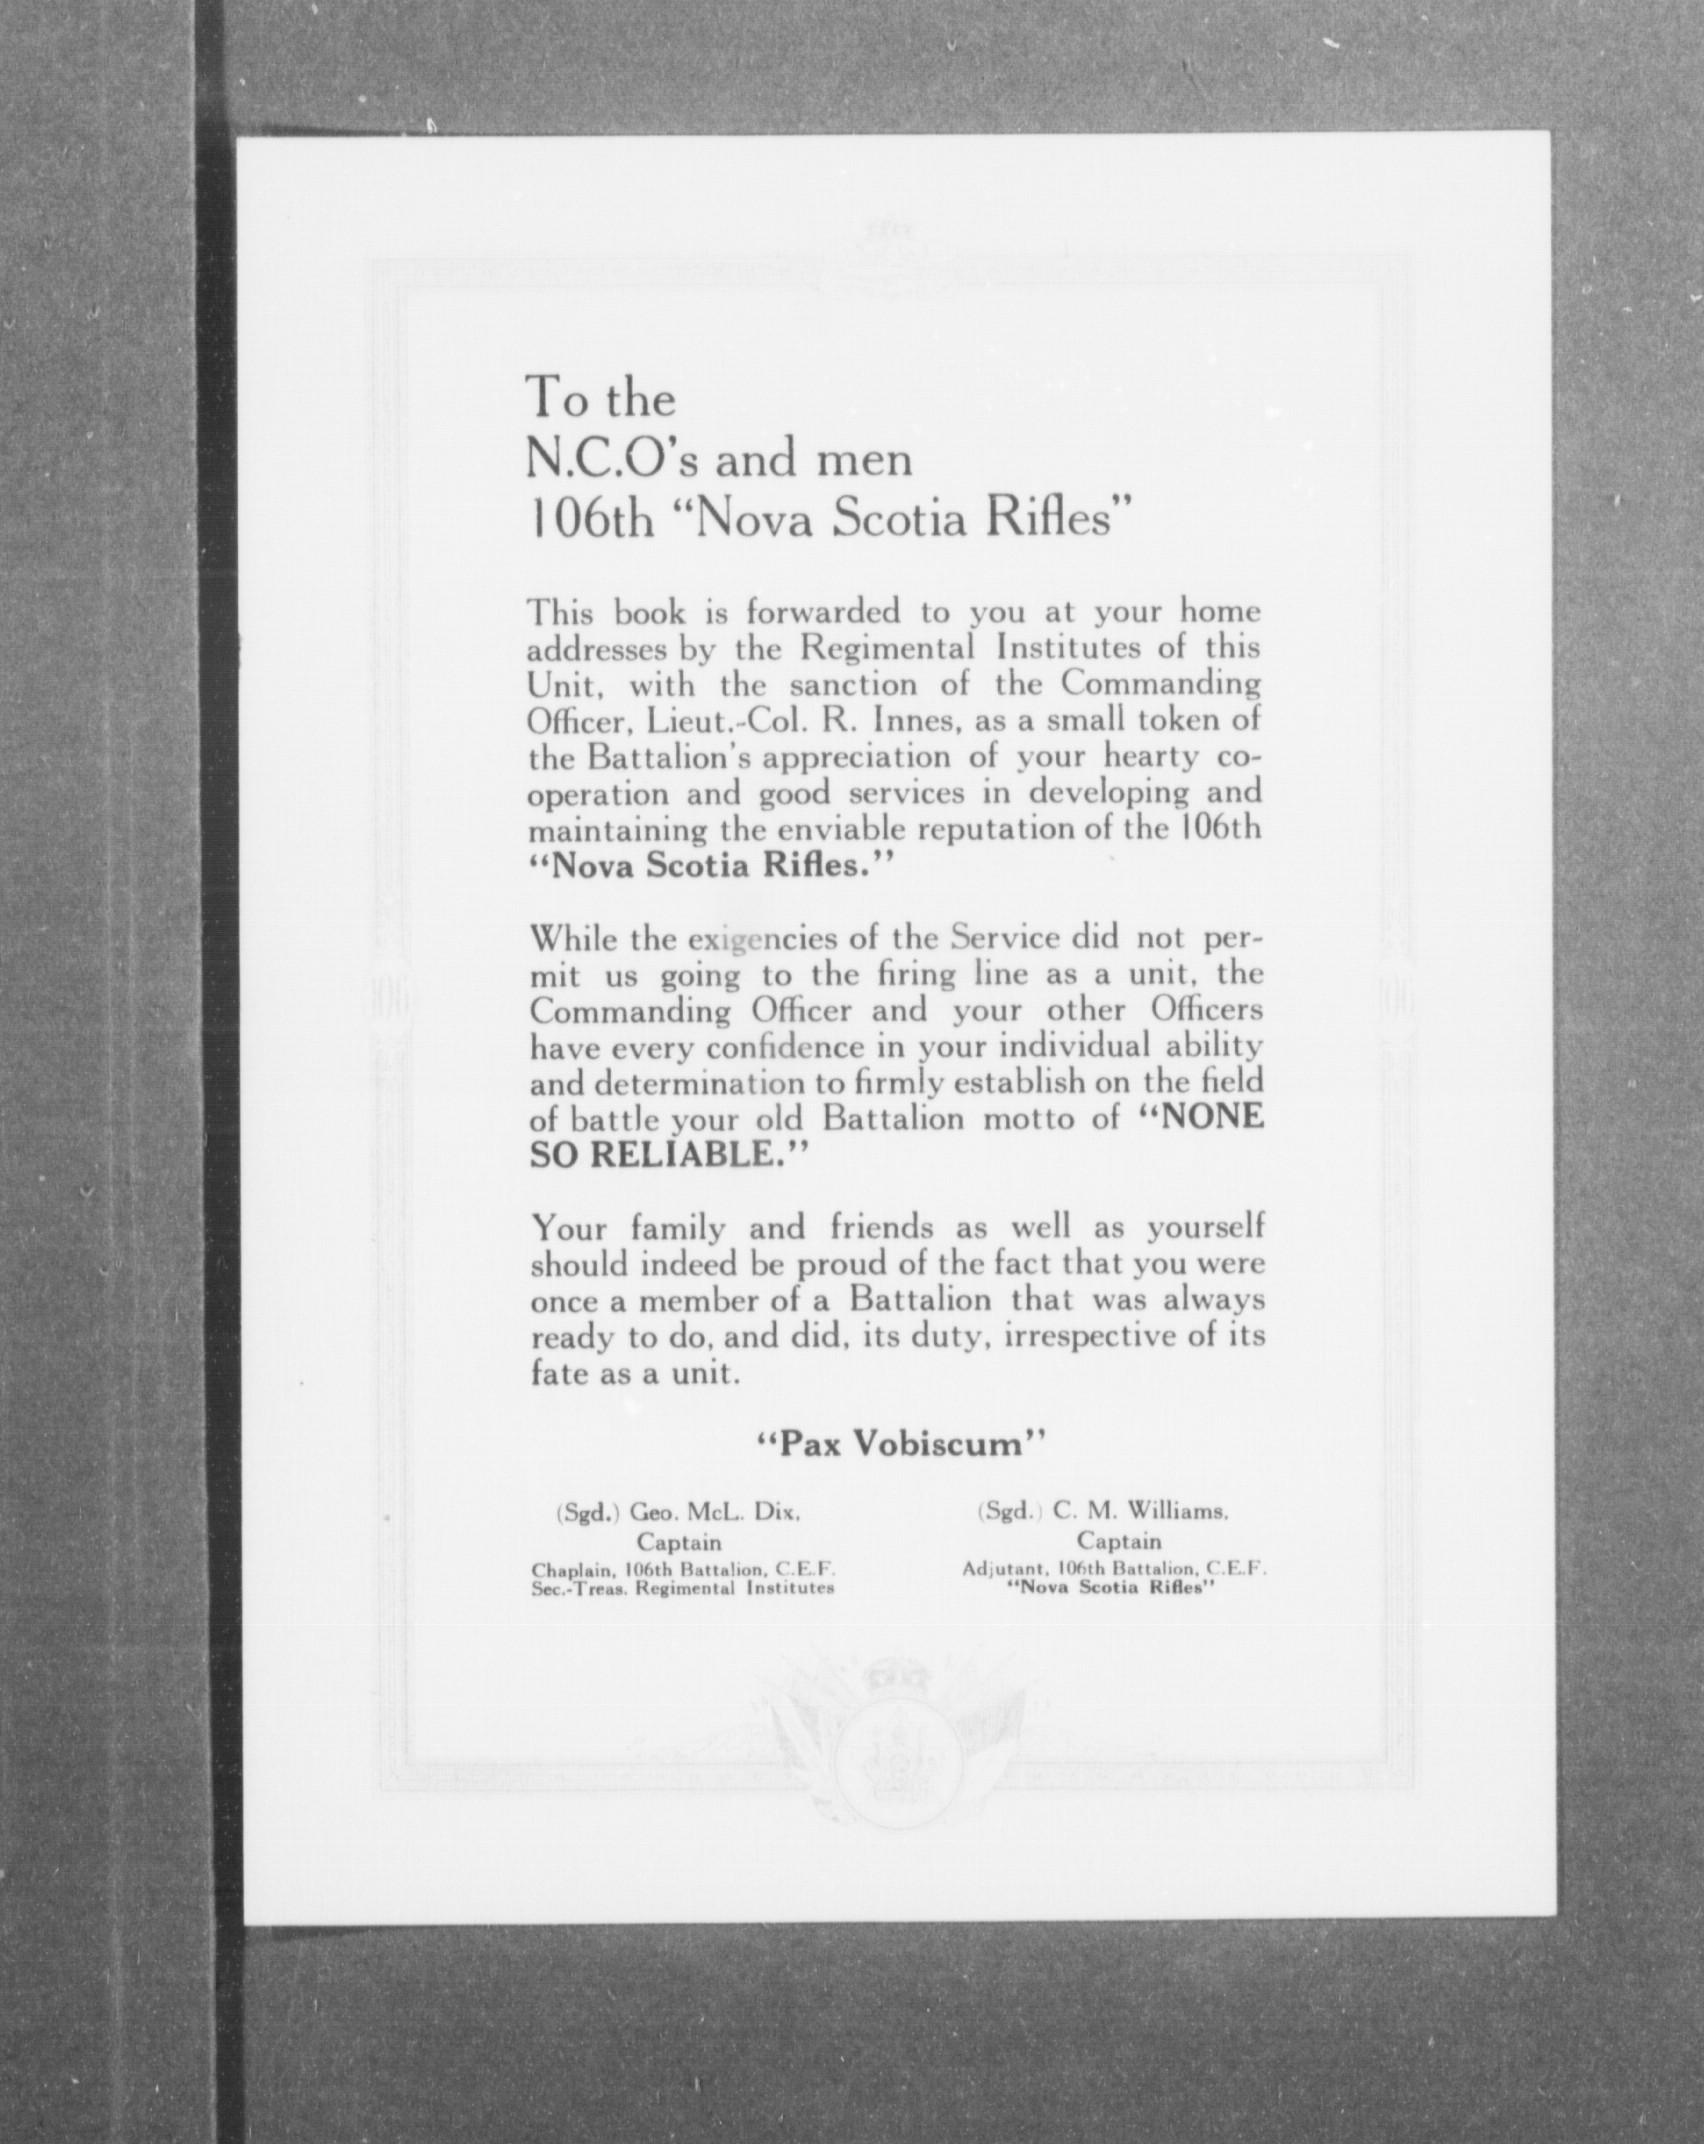 To the
N.C.O's and men
106th “Nova Scotia Rifles”
This book is forwarded to you at your home
addresses by the Regimental Institutes of this
Unit, with the sanction of the Commanding
Officer, Lieut.-Col. R. Innes, as a small token of
the Battalion's appreciation of your hearty co-
operation and good services in developing and
maintaining the enviable reputation of the 106th
“Nova Scotia Rifles.”
While the exigencies of the Service did not per-
mit us going to the firing line as a unit, the
Commanding Officer and your other Officers
have every confidence in your individual ability
and determination to firmly establish on the field
of battle your old Battalion motto of “NONE
SO RELIABLE.”
Your family and friends as well as yourself
should indeed be proud of the fact that you were
once a member of a Battalion that was always
ready to do, and did, its duty, irrespective of its
fate as a unit.
“Pax Vobiscum”
(Sgd.) Geo. McL. Dix,
Captain
Chaplain, 106th Battalion, C.E.F.
Sec.-Treas. Regimental Institutes
(Sgd.) C. M. Williams,
Captain
Adjutant, 106th Battalion, C.E.F.
“Nova Scotia Rifles”